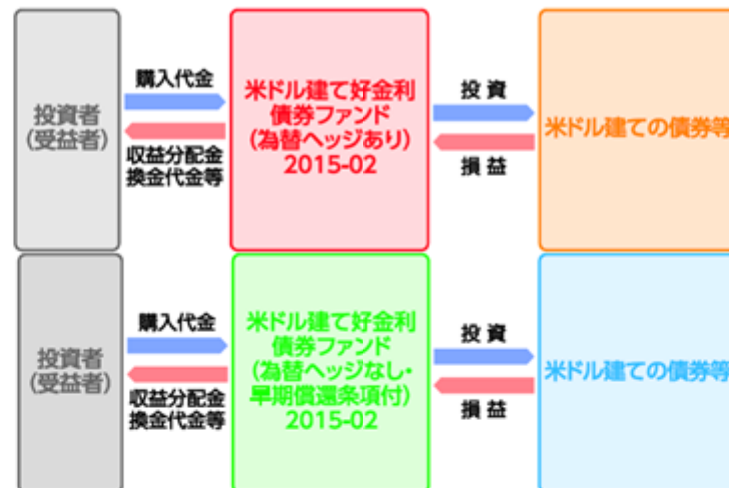 投資者
(受益者)
購入代金
収益分配金
換金代金等
米ドル建て好金利
債券ファンド
(為替ヘッジあり)
2015-02
投 資
損 益
米ドル建ての債券等
投資者
(受益者)
購入代金
収益分配金
換金代金等
米ドル建て好金利
債券ファンド
(為替ヘッジなし・
早期償還条項付)
2015-02
投 資
損 益
米ドル建ての債券等